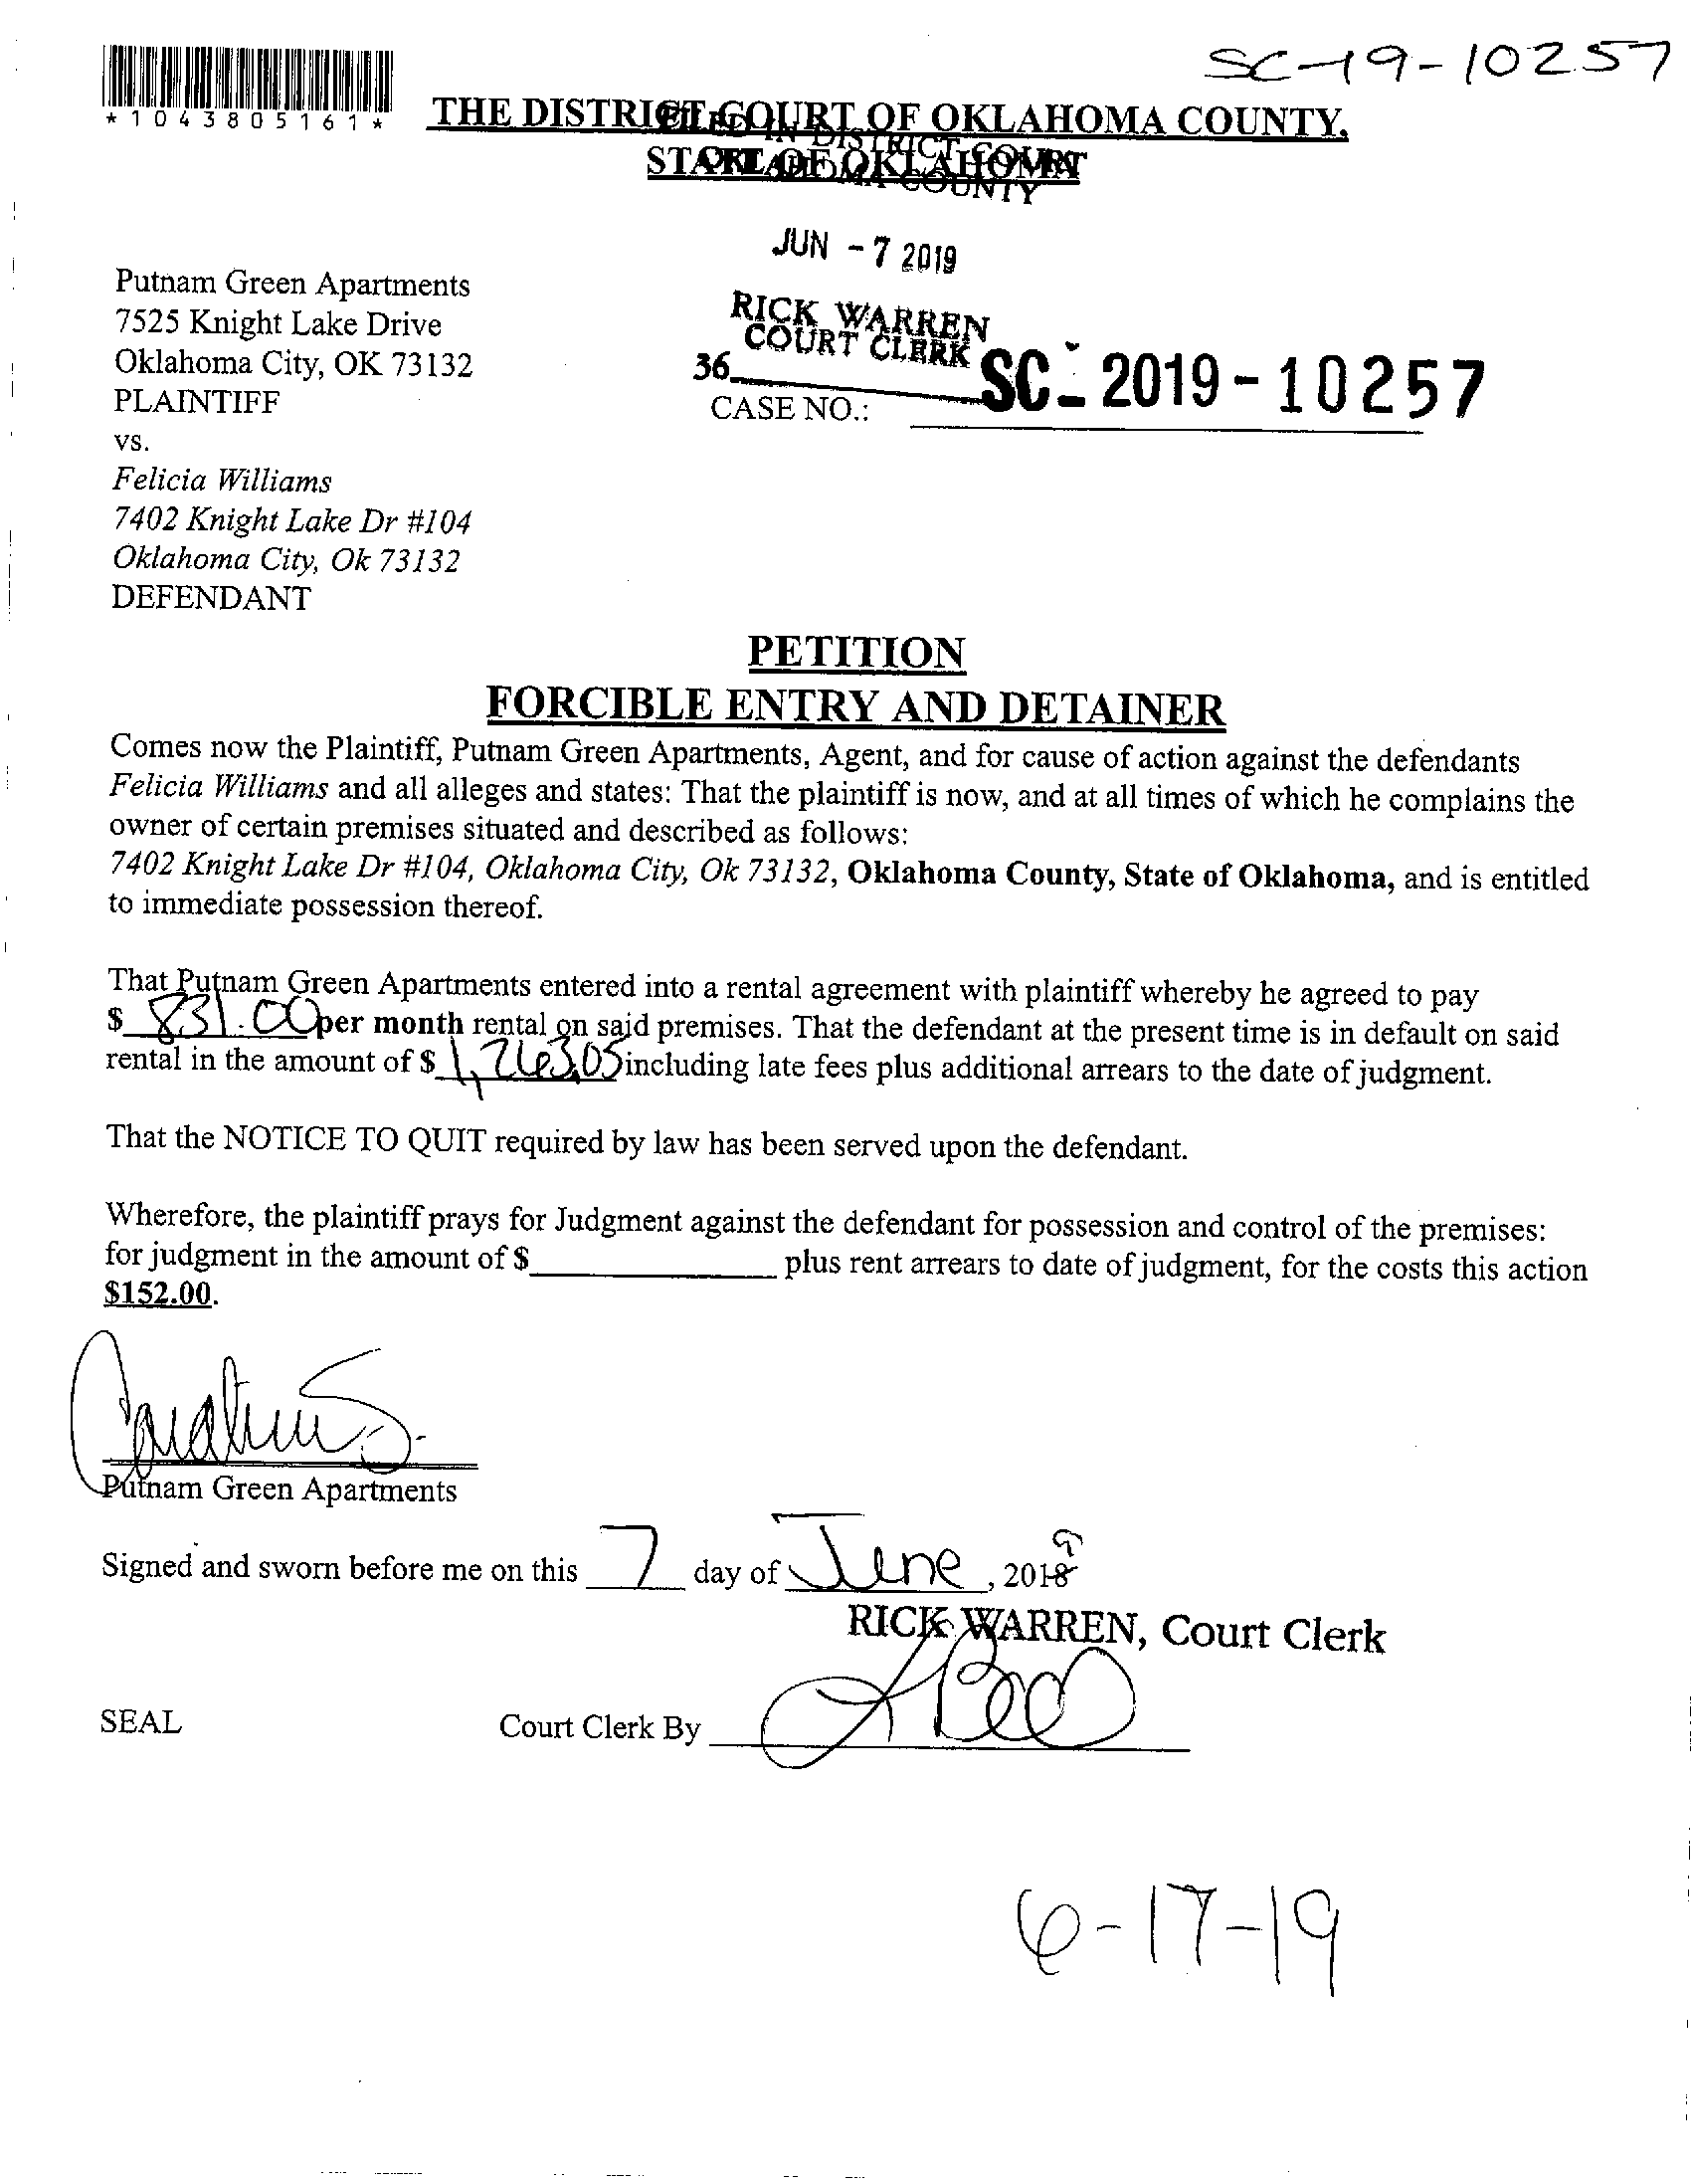 SC-19-10257
*1043805161*
THE DISTRICT COURT OF OKLAHOMA COUNTY,
STATE OF OKLAHOMA
FILED IN DISTRICT COURT
OKLAHOMA COUNTY
JUN -7 2019
RICK WARREN
COURT CLERK
36
SC-2019-10257
CASE NO.:
Putnam Green Apartments
7525 Knight Lake Drive
Oklahoma City, OK 73132
PLAINTIFF
vs.
Felicia Williams
7402 Knight Lake Dr #104
Oklahoma City, Ok 73132
DEFENDANT
PETITION
FORCIBLE ENTRY AND DETAINER
Comes now the Plaintiff, Putnam Green Apartments, Agent, and for cause of action against the defendants
Felicia Williams and all alleges and states: That the plaintiff is now, and at all times of which he complains the
owner of certain premises situated and described as follows:
7402 Knight Lake Dr #104, Oklahoma City, Ok 73132, Oklahoma County, State of Oklahoma, and is entitled
to immediate possession thereof.
That Putnam Green Apartments entered into a rental agreement with plaintiff whereby he agreed to pay
$ 831.00 per month rental on said premises. That the defendant at the present time is in default on said
rental in the amount of $ 1,263.05 including late fees plus additional arrears to the date of judgment.
That the NOTICE TO QUIT required by law has been served upon the defendant.
Wherefore, the plaintiff prays for Judgment against the defendant for possession and control of the premises:
for judgment in the amount of $ plus rent arrears to date of judgment, for the costs this action
$152.00.
Putnam Green Apartments
Signed and sworn before me on this 7 day of June, 2019
RICK WARREN, Court Clerk
SEAL
Court Clerk By
6-17-19